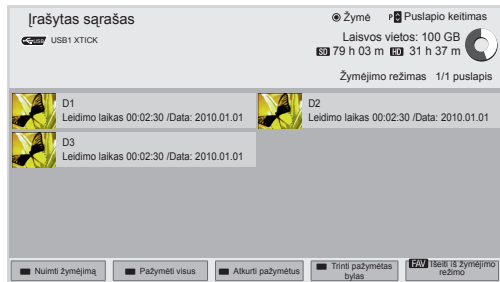 Įrašytas sąrašas
Žymė P Puslapio keitimas
USB USB1 XTICK
Laisvos vietos: 100 GB
SD 79 h 03 m HD 31 h 37 m
Žymėjimo režimas 1/1 puslapis
D1
Leidimo laikas 00:02:30 /Data: 2010.01.01
D2
Leidimo laikas 00:02:30 /Data: 2010.01.01
D3
Leidimo laikas 00:02:30 /Data: 2010.01.01
Nuimti žymėjimą
Pažymėti visus
Atkurti pažymėtus
Trinti pažymėtas
bylas
FAV Išeiti iš žymėjimo
režimo